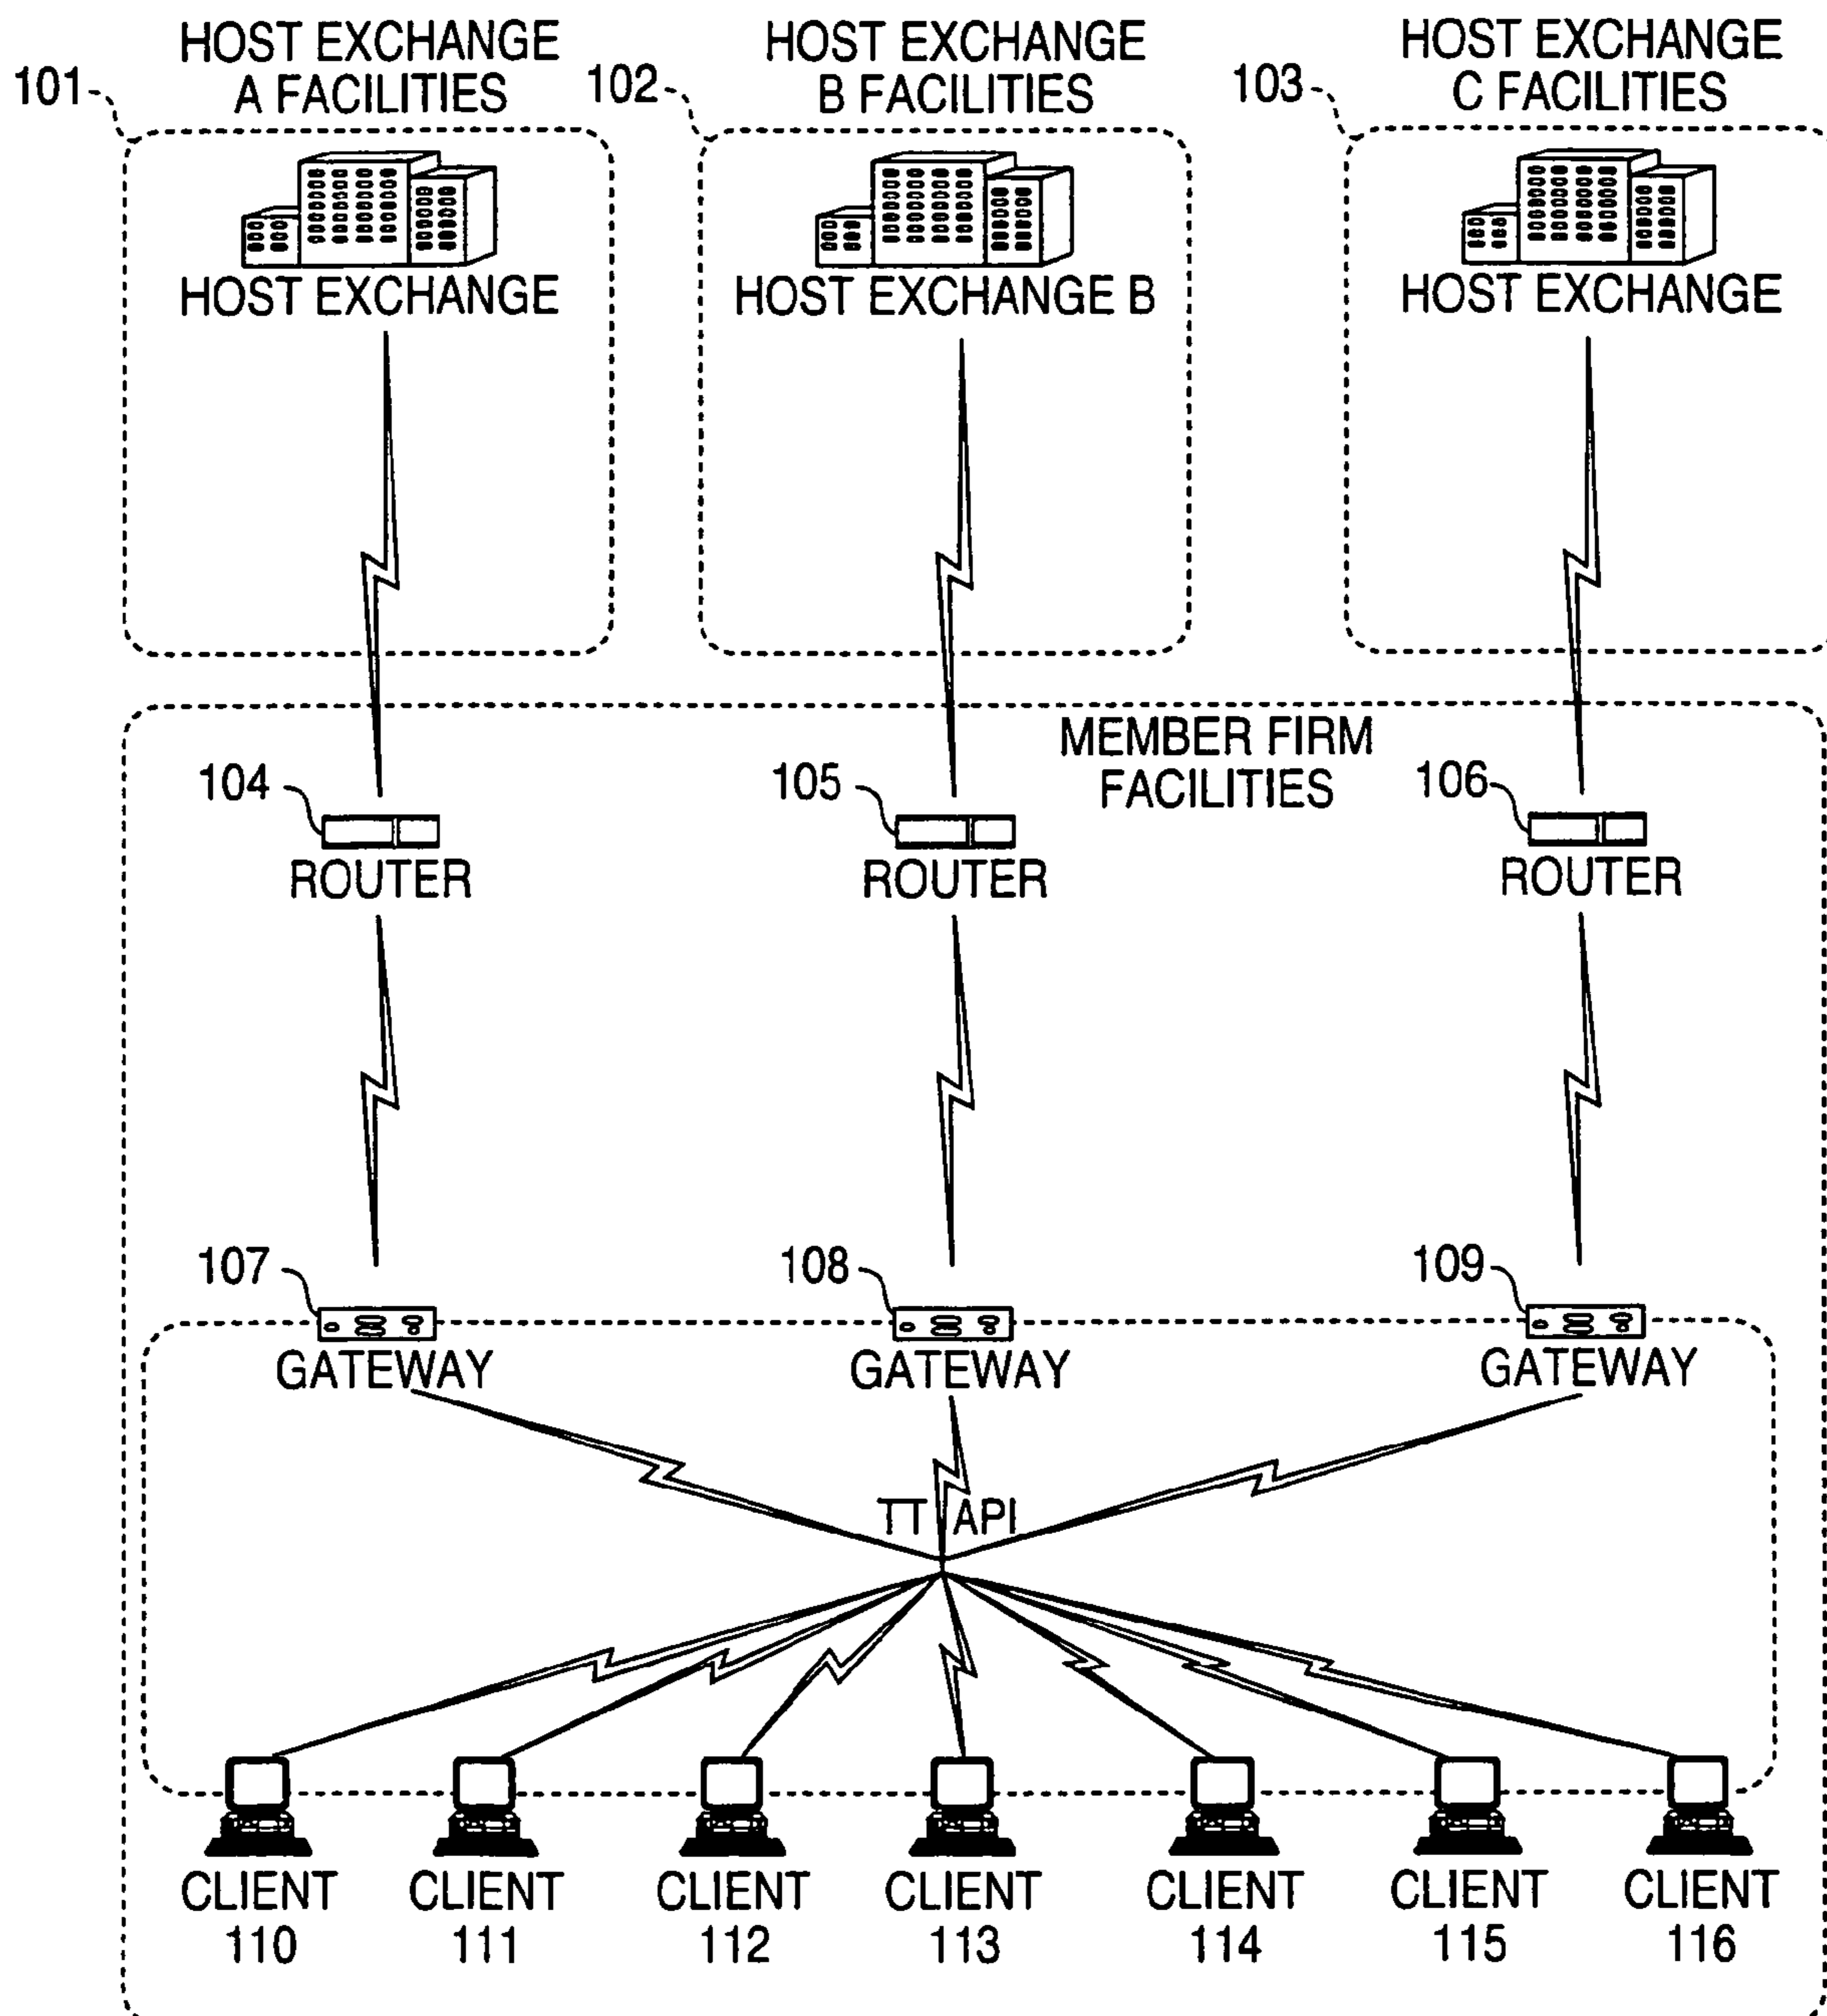 HOST EXCHANGE
A FACILITIES
HOST EXCHANGE
B FACILITIES
HOST EXCHANGE
C FACILITIES
101
102
103
HOST EXCHANGE
HOST EXCHANGE B
HOST EXCHANGE
MEMBER FIRM
FACILITIES
104
105
106
ROUTER
ROUTER
ROUTER
107
108
109
GATEWAY
GATEWAY
GATEWAY
TT API
CLIENT
110
CLIENT
111
CLIENT
112
CLIENT
113
CLIENT
114
CLIENT
115
CLIENT
116